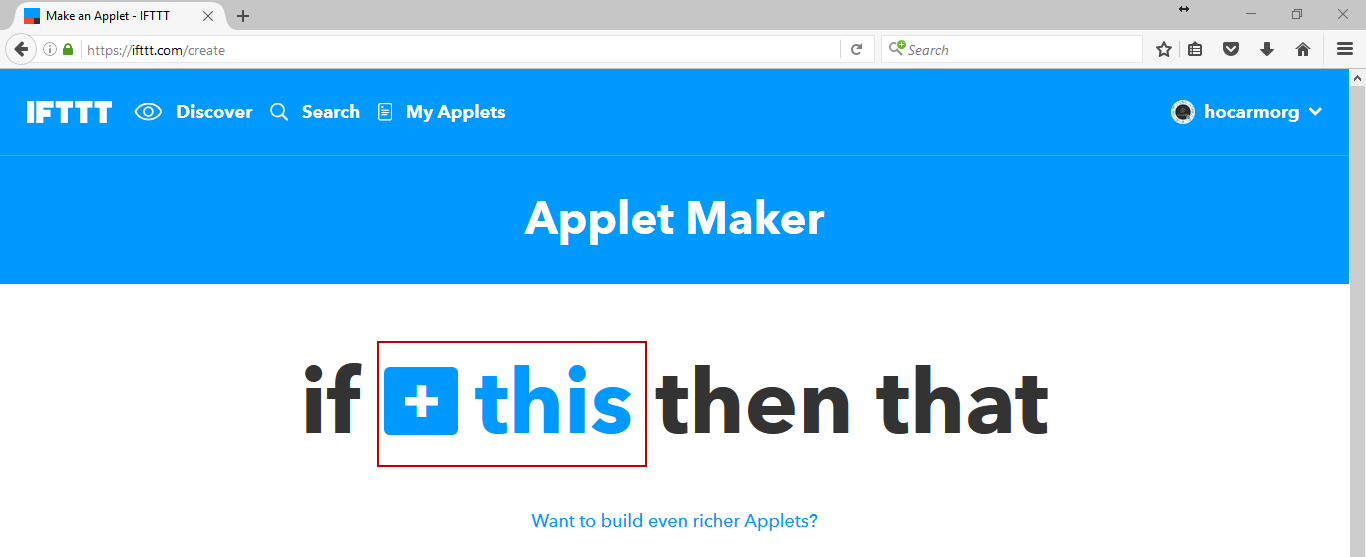 Make an Applet - IFTTT
https://ifttt.com/create
Search
IFTTT Discover Search My Applets hocarmorg
Applet Maker
if + this then that
Want to build even richer Applets?